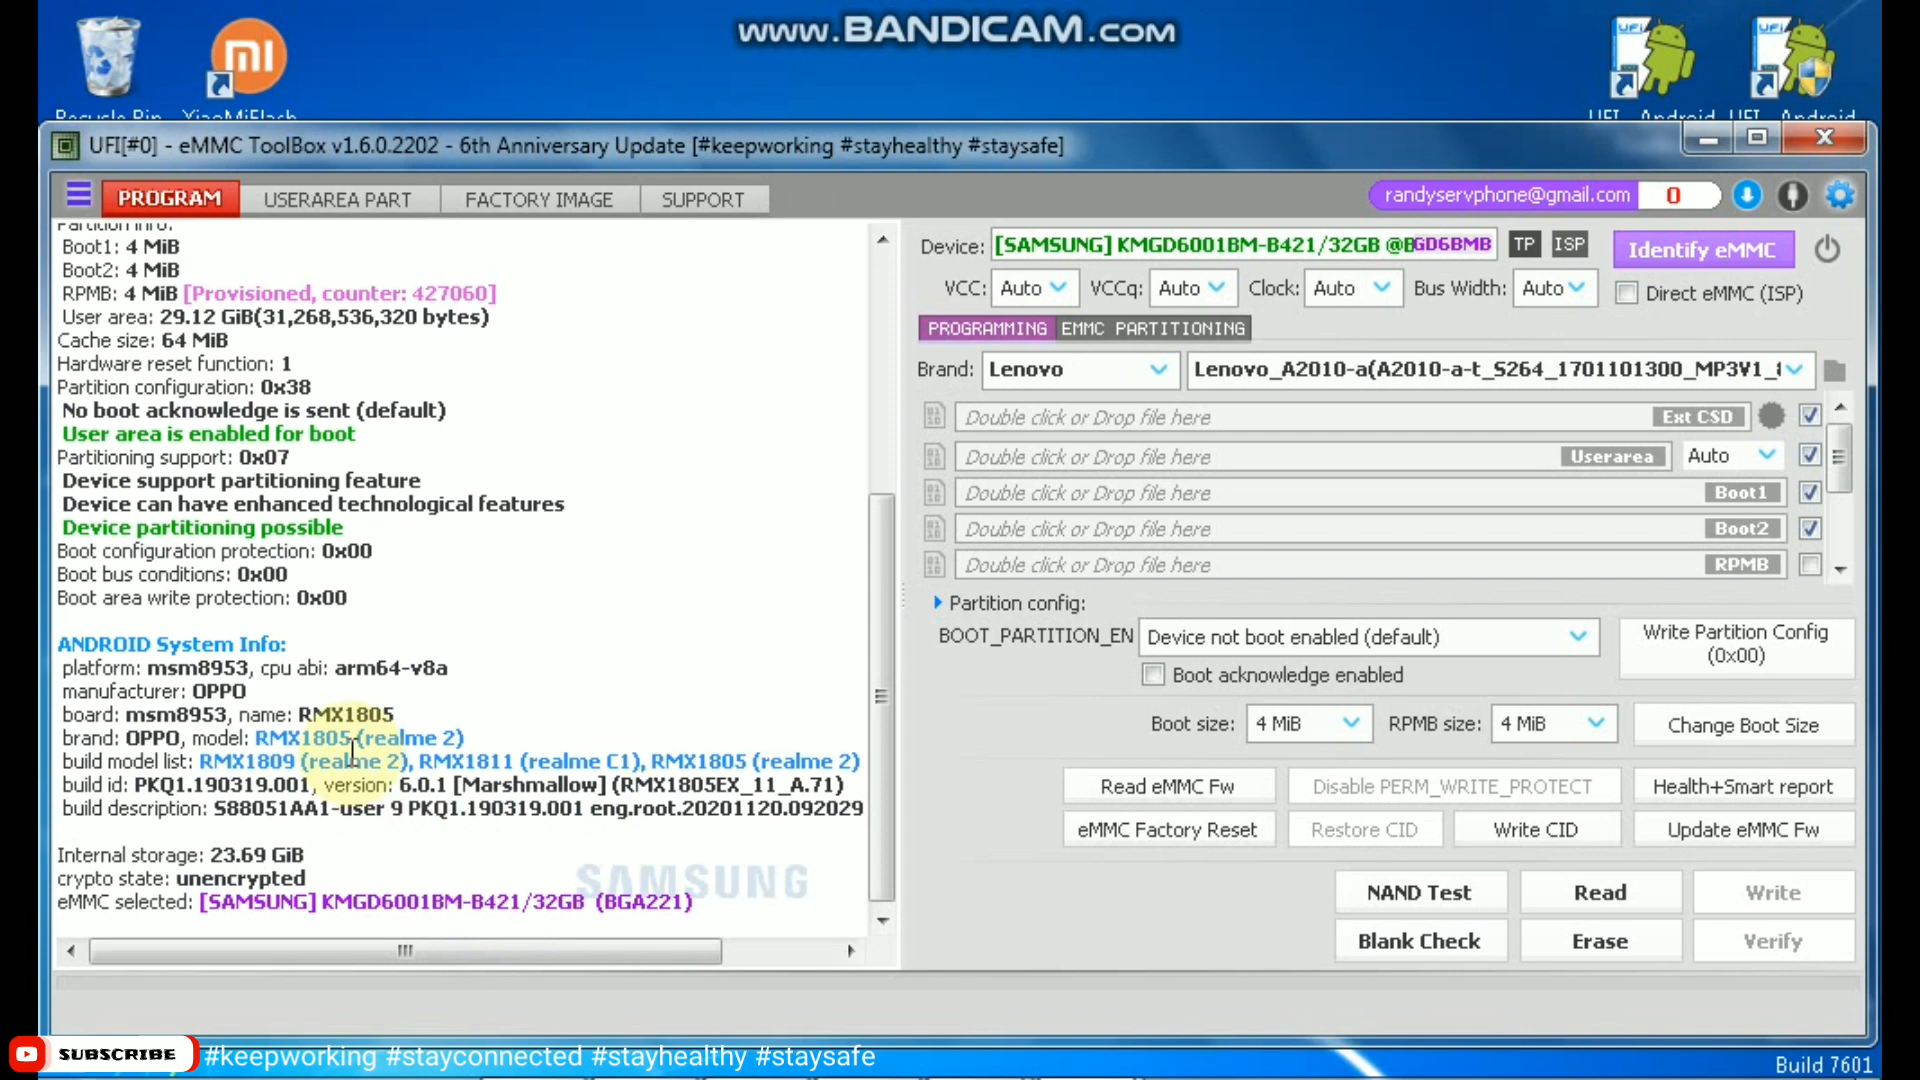 www.BANDICAM.com
UFI[#0] - eMMC ToolBox v1.6.0.2202 - 6th Anniversary Update [#keepworking #stayhealthy #staysafe]
PROGRAM
USERAREA PART
FACTORY IMAGE
SUPPORT
randyservphone@gmail.com
0
Partition info:
Boot1: 4 MiB
Boot2: 4 MiB
RPMB: 4 MiB [Provisioned, counter: 427060]
User area: 29.12 GiB(31,268,536,320 bytes)
Cache size: 64 MiB
Hardware reset function: 1
Partition configuration: 0x38
No boot acknowledge is sent (default)
User area is enabled for boot
Partitioning support: 0x07
Device support partitioning feature
Device can have enhanced technological features
Device partitioning possible
Boot configuration protection: 0x00
Boot bus conditions: 0x00
Boot area write protection: 0x00
ANDROID System Info:
platform: msm8953, cpu abi: arm64-v8a
manufacturer: OPPO
board: msm8953, name: RMX1805
brand: OPPO, model: RMX1805 (realme 2)
build model list: RMX1809 (realme 2), RMX1811 (realme C1), RMX1805 (realme 2)
build id: PKQ1.190319.001, version: 6.0.1 [Marshmallow] (RMX1805EX_11_A.71)
build description: S88051AA1-user 9 PKQ1.190319.001 eng.root.20201120.092029
Internal storage: 23.69 GiB
crypto state: unencrypted
SAMSUNG
eMMC selected: [SAMSUNG] KMGD6001BM-B421/32GB (BGA221)
Device: [SAMSUNG] KMGD6001BM-B421/32GB @BGD6BMB TP ISP Identify eMMC
VCC: Auto VCCq: Auto Clock: Auto Bus Width: Auto Direct eMMC (ISP)
PROGRAMMING EMMC PARTITIONING
Brand: Lenovo Lenovo_A2010-a(A2010-a-t_S264_1701101300_MP3V1_
Double click or Drop file here Ext CSD
Double click or Drop file here Userarea Auto
Double click or Drop file here Boot1
Double click or Drop file here Boot2
Double click or Drop file here RPMB
Partition config:
BOOT_PARTITION_EN Device not boot enabled (default) Write Partition Config (0x00)
Boot acknowledge enabled
Boot size: 4 MiB RPMB size: 4 MiB Change Boot Size
Read eMMC Fw Disable PERM_WRITE_PROTECT Health+Smart report
eMMC Factory Reset Restore CID Write CID Update eMMC Fw
NAND Test Read Write
Blank Check Erase Verify
SUBSCRIBE #keepworking #stayconnected #stayhealthy #staysafe
Build 7601